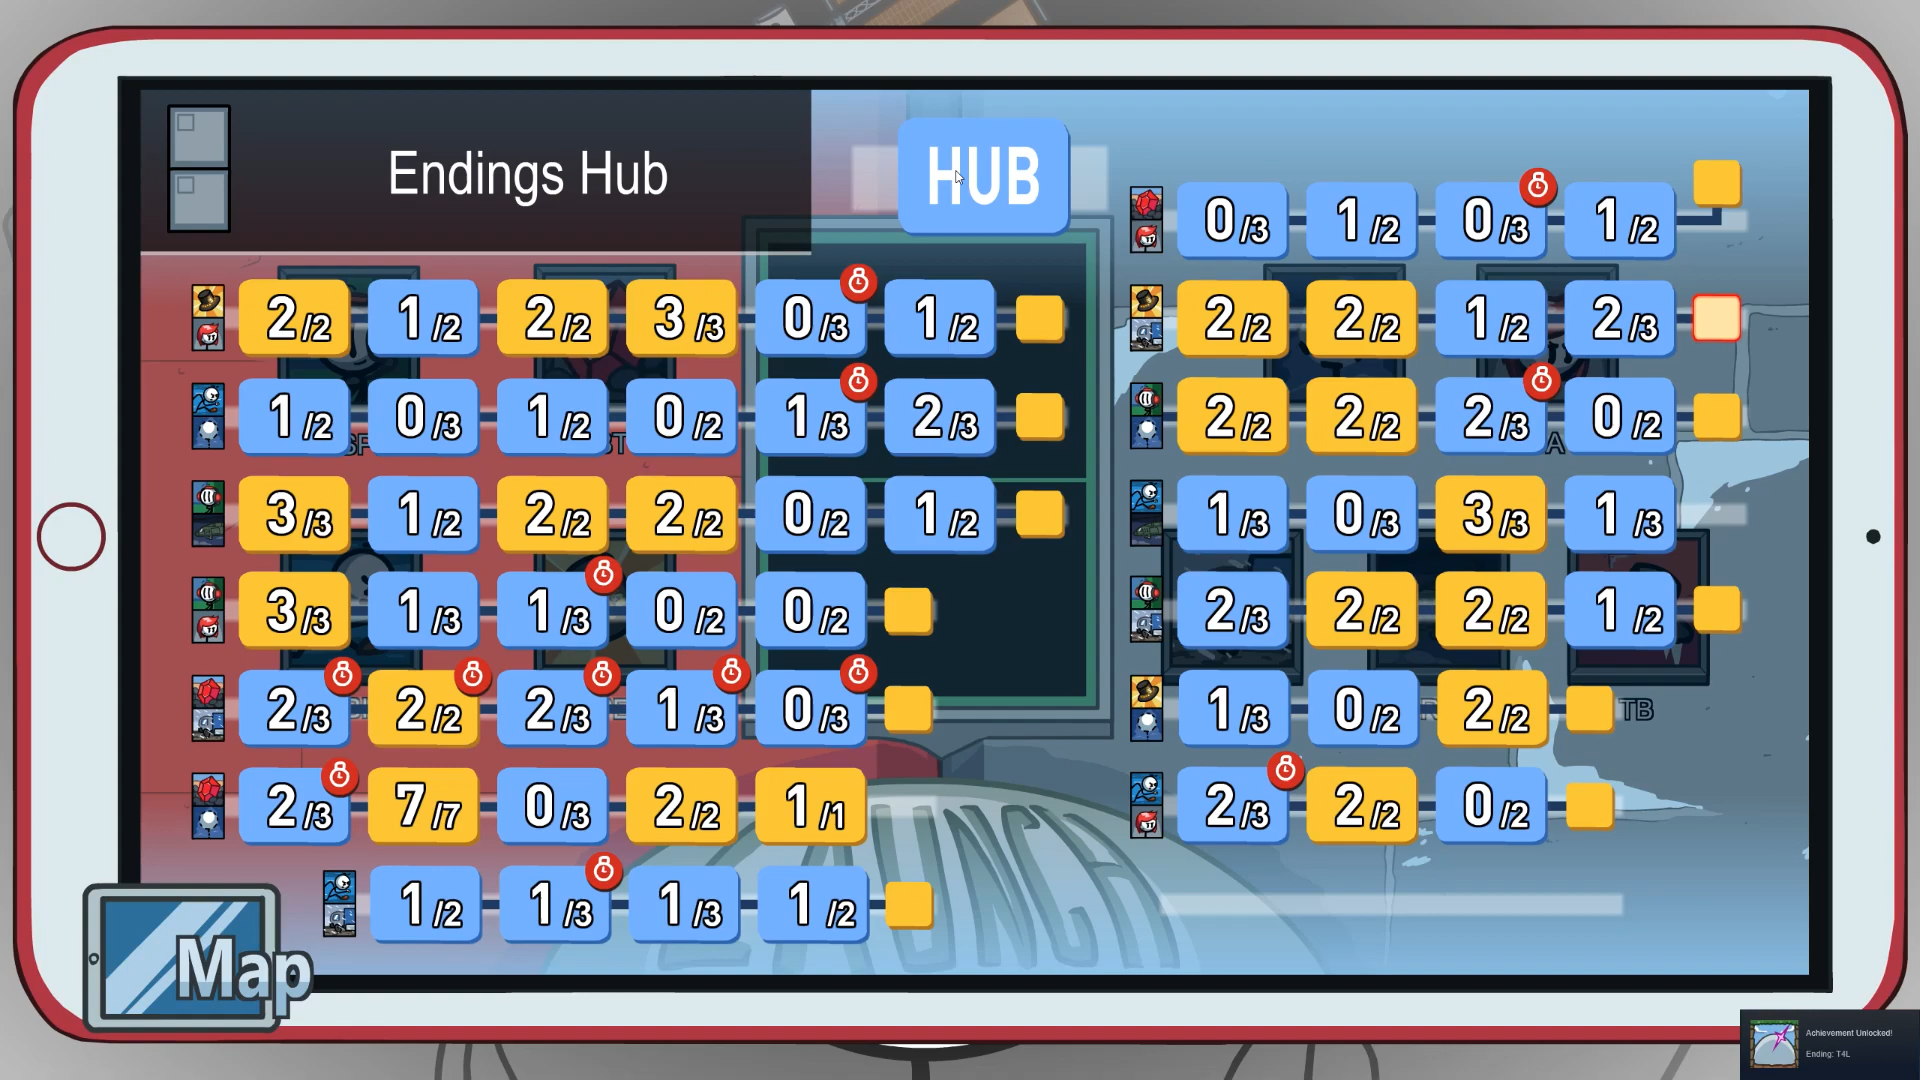 Endings Hub
HUB
0/3 1/2 0/3 1/2
2/2 1/2 2/2 3/3 0/3 1/2
2/2 2/2 1/2 2/3
1/2 0/3 1/2 0/2 1/3 2/3
2/2 2/2 2/3 0/2
A
3/3 1/2 2/2 2/2 0/2 1/2
1/3 0/3 3/3 1/3
3/3 1/3 1/3 0/2 0/2
2/3 2/2 2/2 1/2
2/3 2/2 2/3 1/3 0/3
1/3 0/2 2/2
TB
2/3 7/7 0/3 2/2 1/1
2/3 2/2 0/2
LAUNCH
1/2 1/3 1/3 1/2
Map
Achievement Unlocked!
Ending: T4L